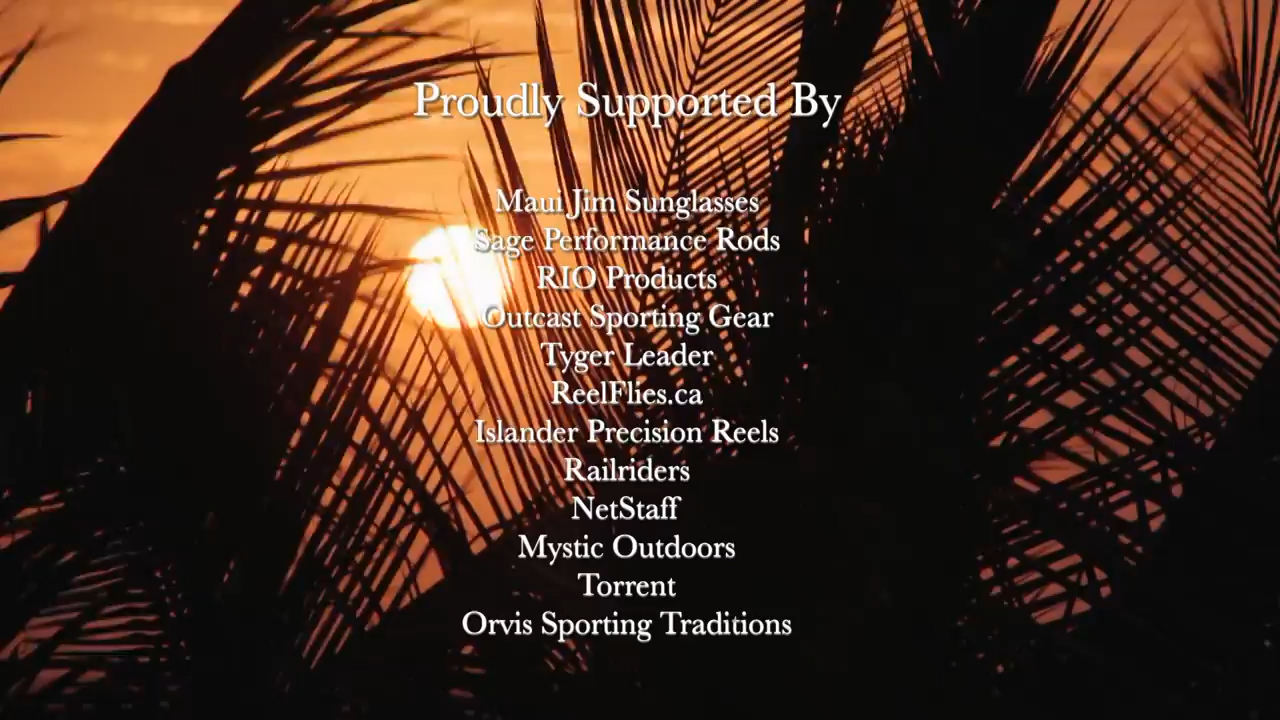 Proudly Supported By
Maui Jim Sunglasses
Sage Performance Rods
RIO Products
Outcast Sporting Gear
Tyger Leader
ReelFlies.ca
Islander Precision Reels
Railriders
NetStaff
Mystic Outdoors
Torrent
Orvis Sporting Traditions